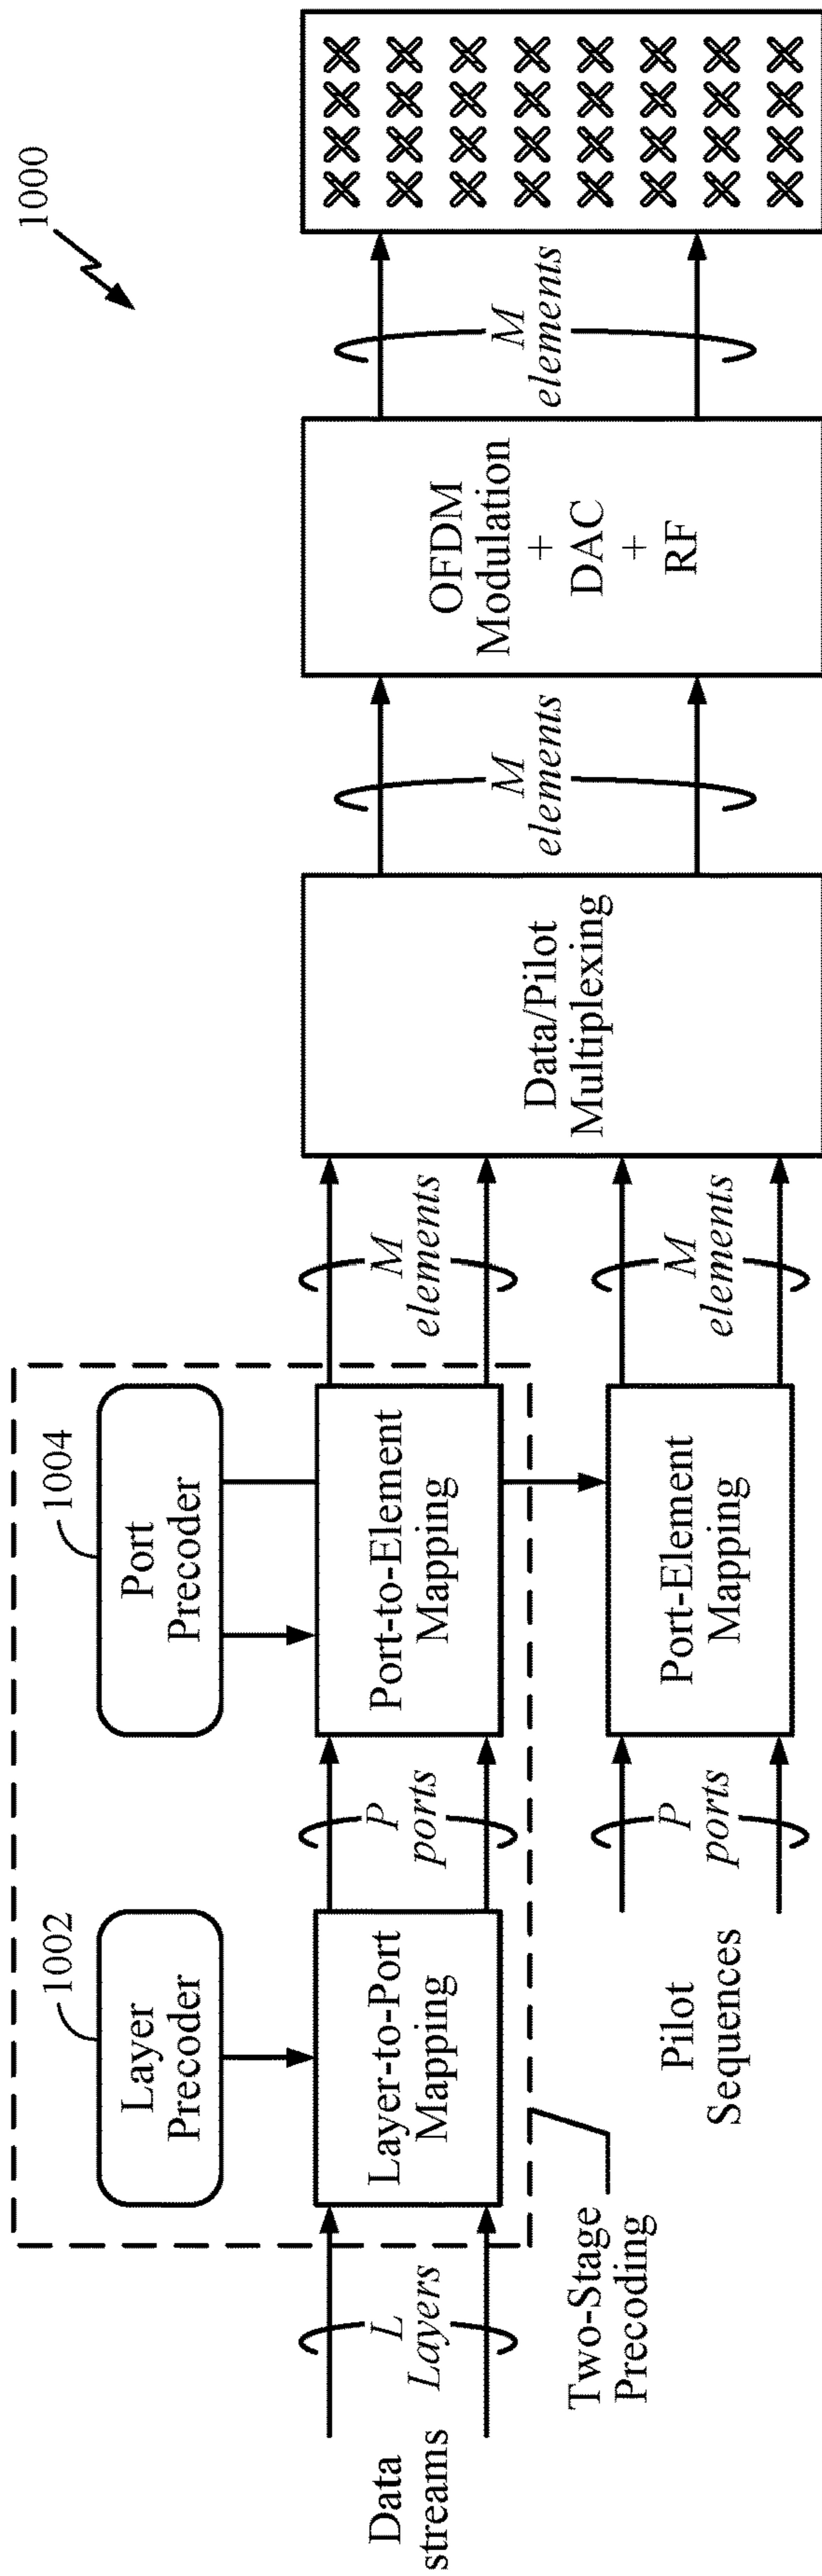 1000
1002
1004
Layer
Precoder
Port
Precoder
Data
streams
L
Layers
Layer-to-Port
Mapping
P
ports
Port-to-Element
Mapping
M
elements
Data/Pilot
Multiplexing
M
elements
OFDM
Modulation
+
DAC
+
RF
M
elements
Two-Stage
Precoding
Pilot
Sequences
P
ports
Port-Element
Mapping
M
elements